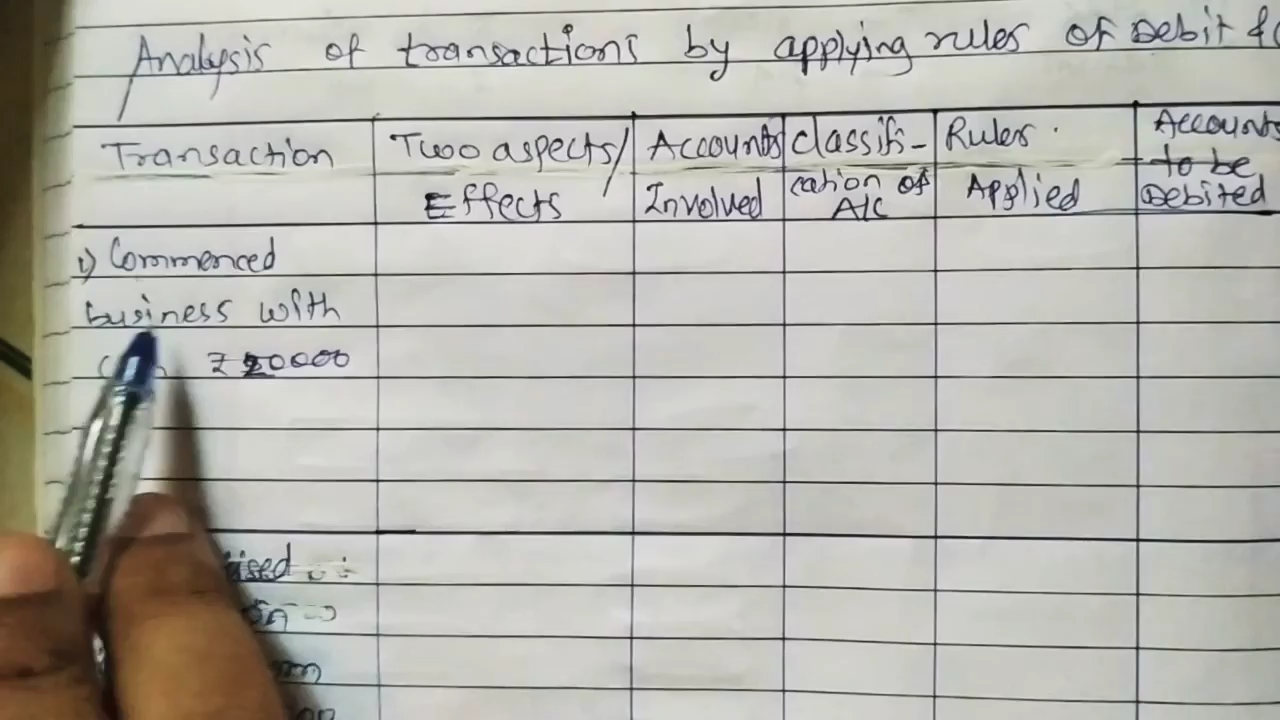 Analysis of transactions by applying rules of Debit &
Transaction
Two aspects/
Effects
Accounts
Involved
Classifi-
cation of
A/C
Rules
Applied
Accounts
to be
Debited
1) Commenced
business with
₹ 20000